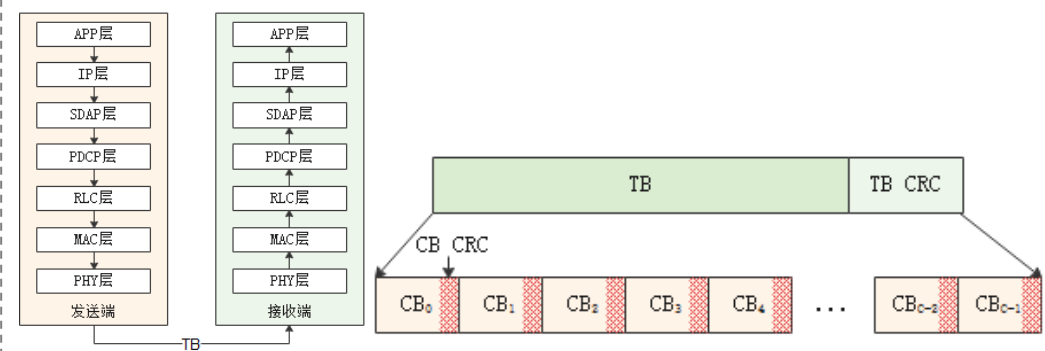 APP层
IP层
SDAP层
PDCP层
RLC层
MAC层
PHY层
发送端
APP层
IP层
SDAP层
PDCP层
RLC层
MAC层
PHY层
接收端
TB
TB TB CRC
CB CRC
CB₀ CB₁ CB₂ CB₃ CB₄ ... CB_C-2 CB_C-1